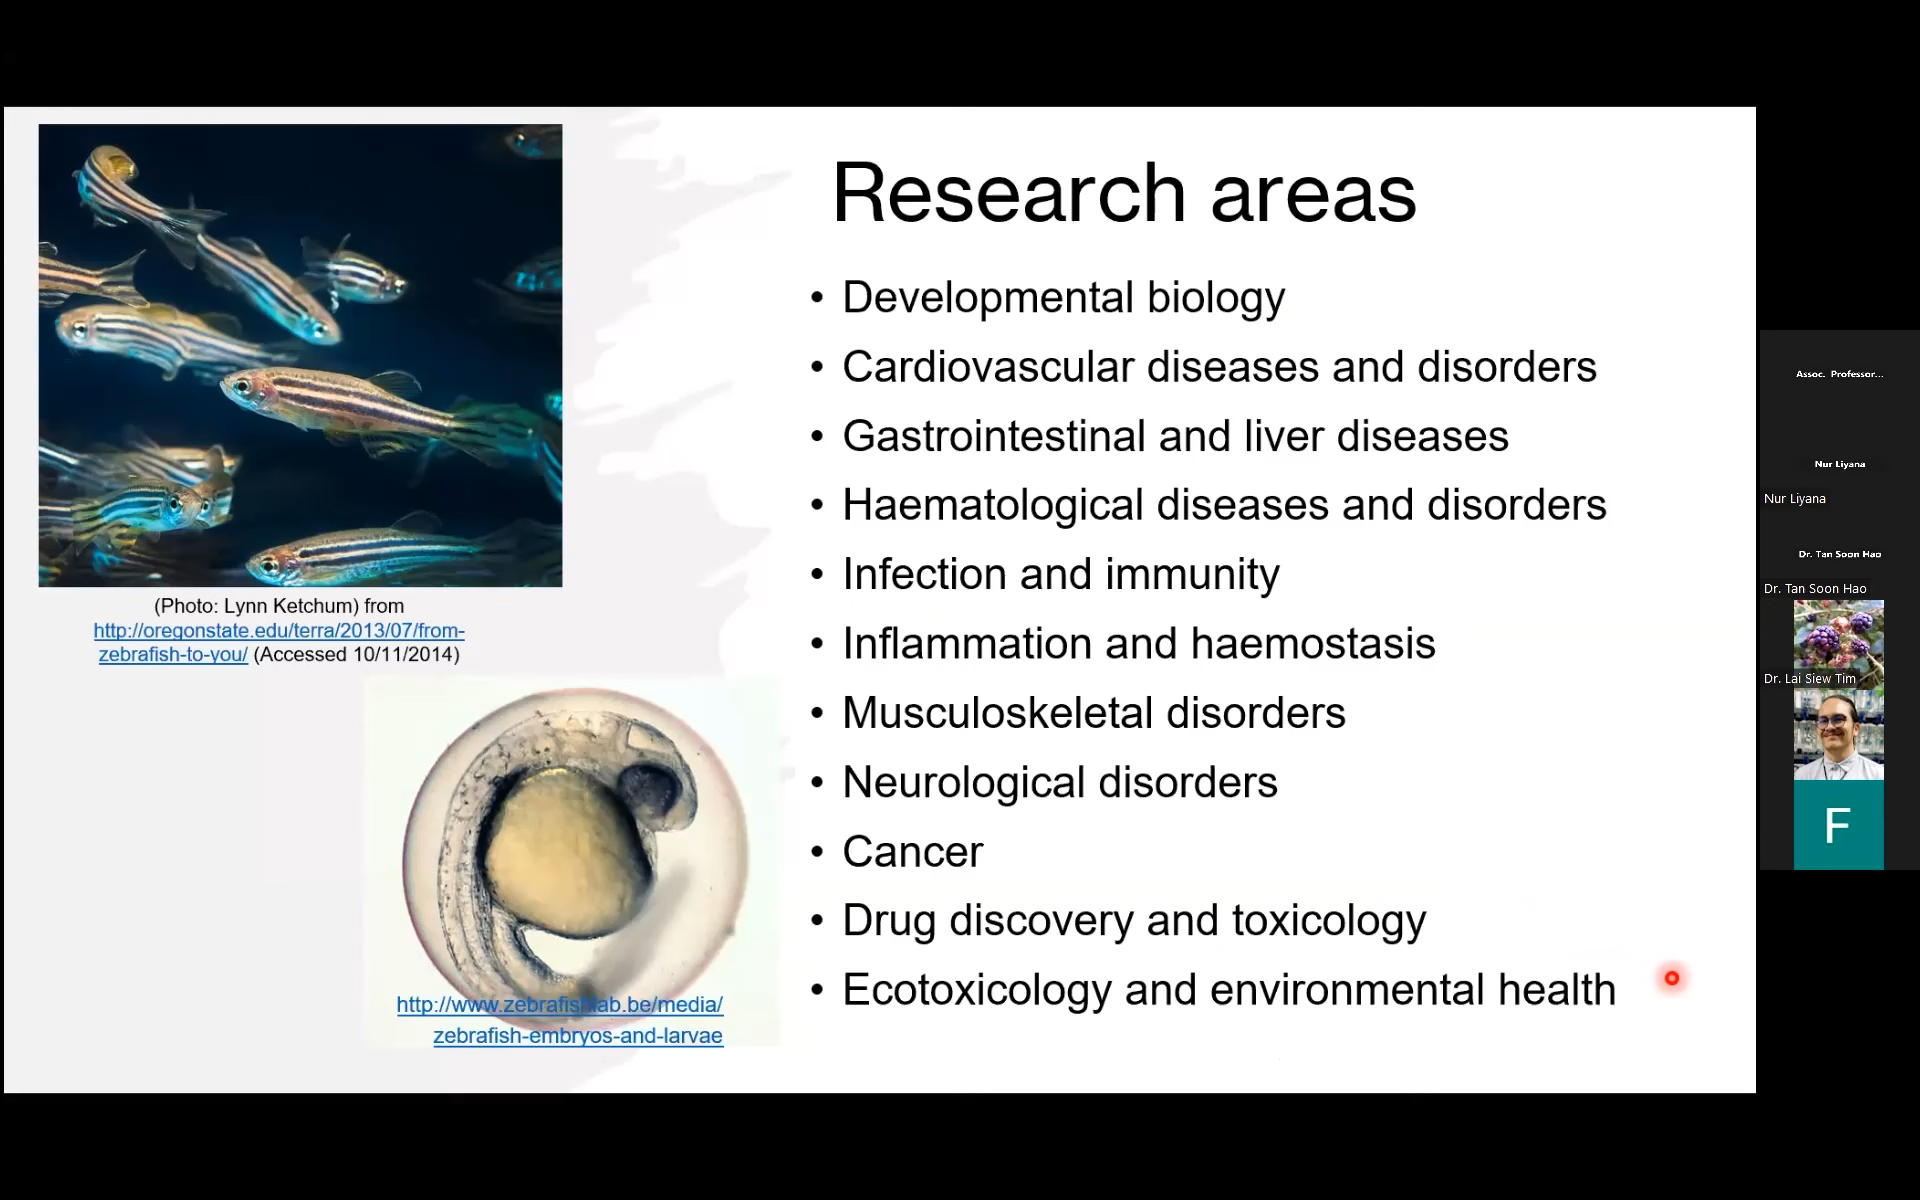 Research areas
• Developmental biology
• Cardiovascular diseases and disorders
• Gastrointestinal and liver diseases
• Haematological diseases and disorders
• Infection and immunity
• Inflammation and haemostasis
• Musculoskeletal disorders
• Neurological disorders
• Cancer
• Drug discovery and toxicology
• Ecotoxicology and environmental health
(Photo: Lynn Ketchum) from
http://oregonstate.edu/terra/2013/07/from-
zebrafish-to-you/ (Accessed 10/11/2014)
http://www.zebrafishlab.be/media/
zebrafish-embryos-and-larvae
Assoc. Professor...
Nur Liyana
Nur Liyana
Dr. Tan Soon Hao
Dr. Tan Soon Hao
Dr. Lai Siew Tim
F